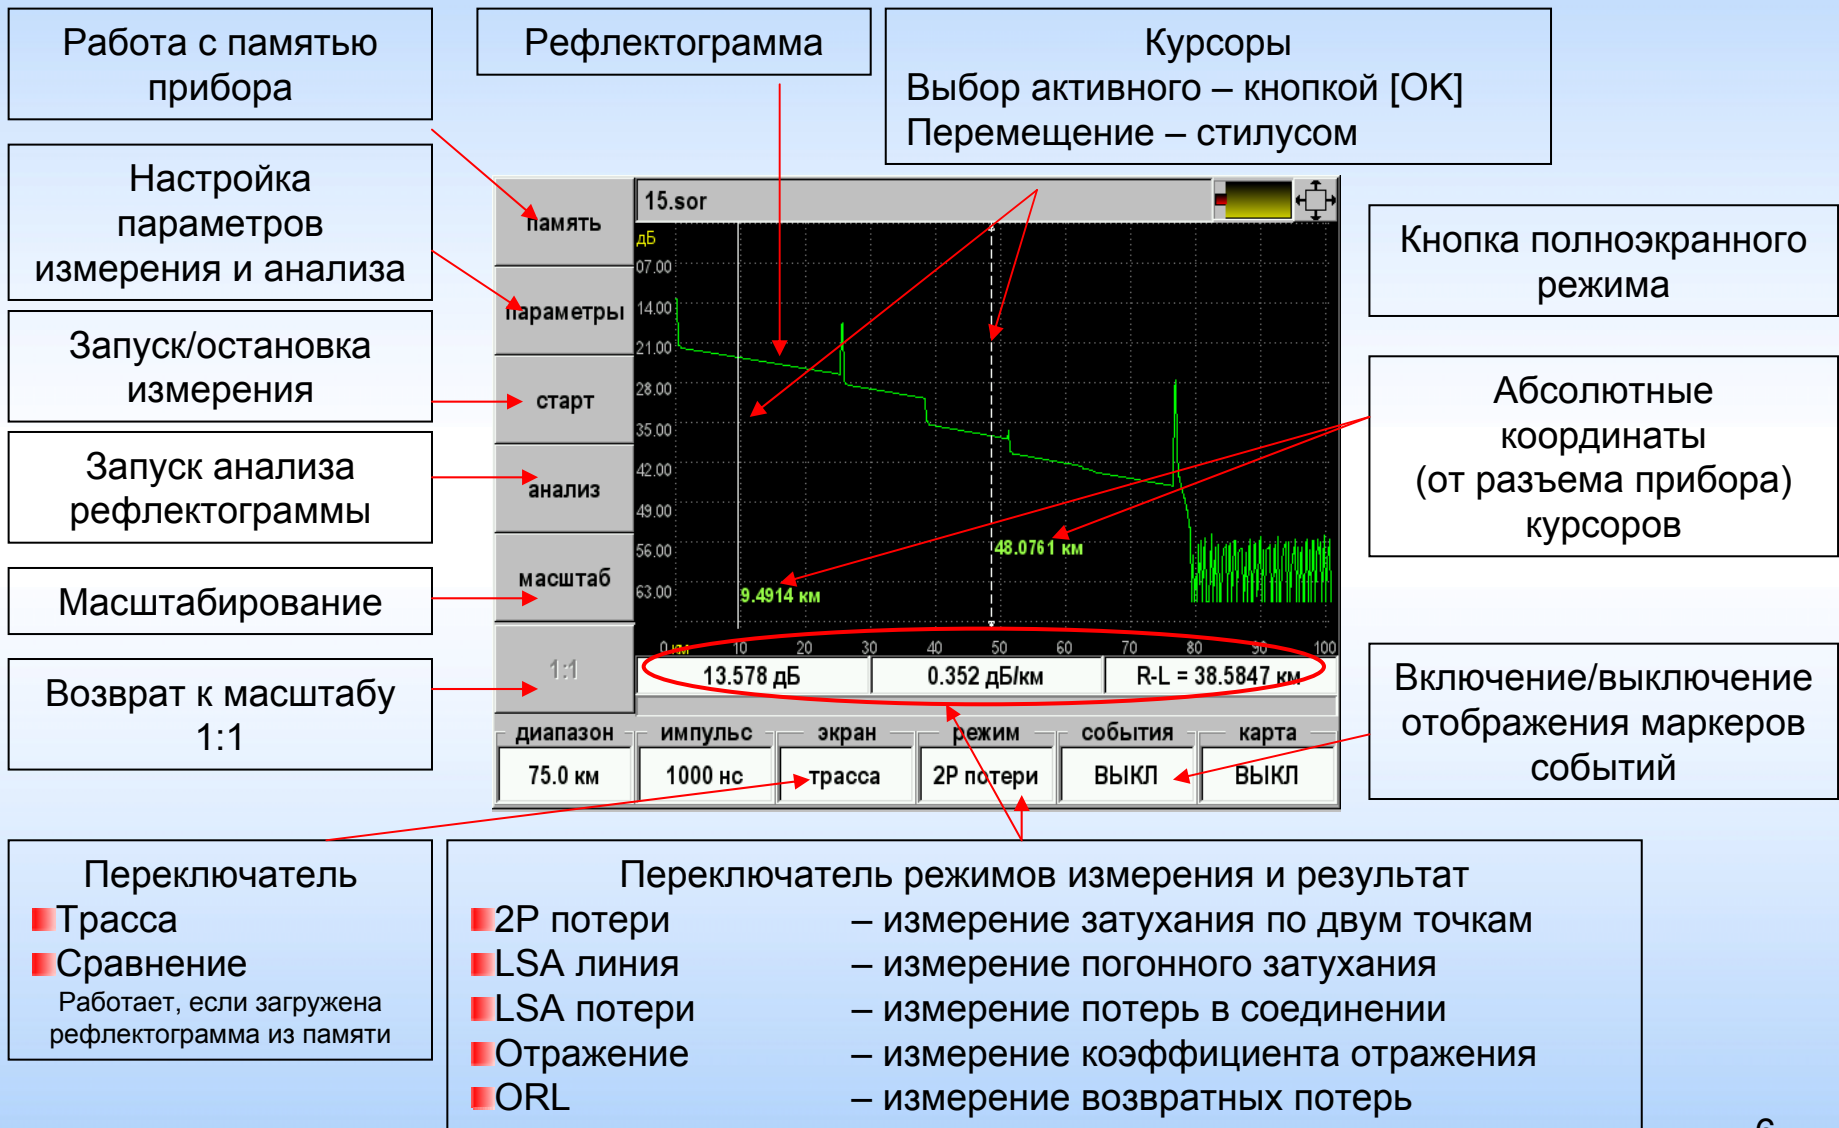 Работа с памятью
прибора
Рефлектограмма
Курсоры
Выбор активного – кнопкой [OK]
Перемещение – стилусом
Настройка
параметров
измерения и анализа
Запуск/остановка
измерения
Запуск анализа
рефлектограммы
Масштабирование
Возврат к масштабу
1:1
память
параметры
старт
анализ
масштаб
1:1
15.sor
дБ
07.00
14.00
21.00
28.00
35.00
42.00
49.00
56.00
63.00
48.0761 км
9.4914 км
0 км 10 20 30 40 50 60 70 80 90 100
13.578 дБ 0.352 дБ/км R-L = 38.5847 км
диапазон импульс экран режим события карта
75.0 км 1000 нс трасса 2P потери ВЫКЛ ВЫКЛ
Кнопка полноэкранного
режима
Абсолютные
координаты
(от разъема прибора)
курсоров
Включение/выключение
отображения маркеров
событий
Переключатель
Трасса
Сравнение
Работает, если загружена
рефлектограмма из памяти
Переключатель режимов измерения и результат
2P потери – измерение затухания по двум точкам
LSA линия – измерение погонного затухания
LSA потери – измерение потерь в соединении
Отражение – измерение коэффициента отражения
ORL – измерение возвратных потерь